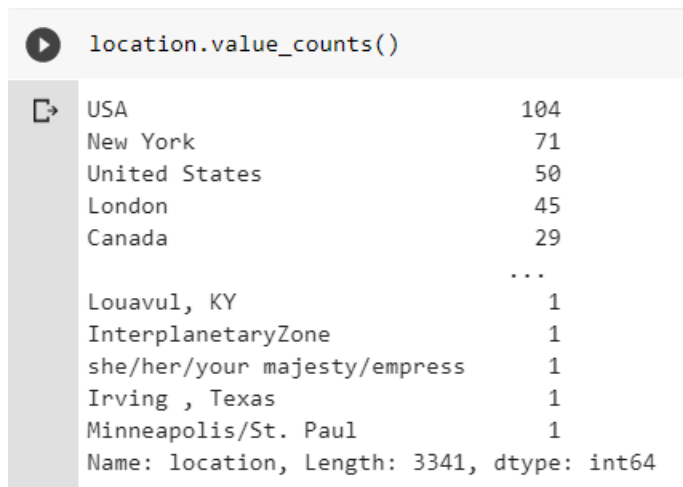 location.value_counts()
USA 104
New York 71
United States 50
London 45
Canada 29
...
Louavul, KY 1
InterplanetaryZone 1
she/her/your majesty/empress 1
Irving , Texas 1
Minneapolis/St. Paul 1
Name: location, Length: 3341, dtype: int64